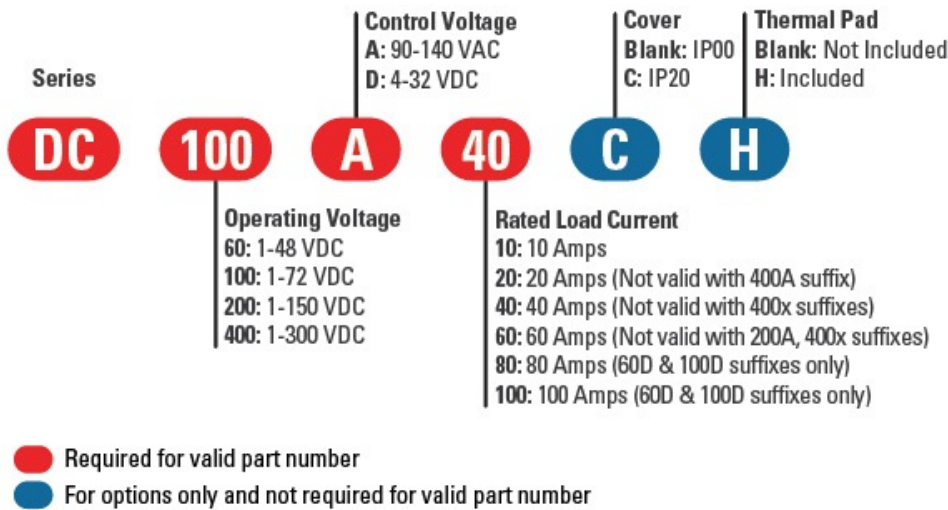 Control Voltage
A: 90-140 VAC
D: 4-32 VDC
Cover
Blank: IP00
C: IP20
Thermal Pad
Blank: Not Included
H: Included
Series
DC 100 A 40 C H
Operating Voltage
60: 1-48 VDC
100: 1-72 VDC
200: 1-150 VDC
400: 1-300 VDC
Rated Load Current
10: 10 Amps
20: 20 Amps (Not valid with 400A suffix)
40: 40 Amps (Not valid with 400x suffixes)
60: 60 Amps (Not valid with 200A, 400x suffixes)
80: 80 Amps (60D & 100D suffixes only)
100: 100 Amps (60D & 100D suffixes only)
Required for valid part number
For options only and not required for valid part number